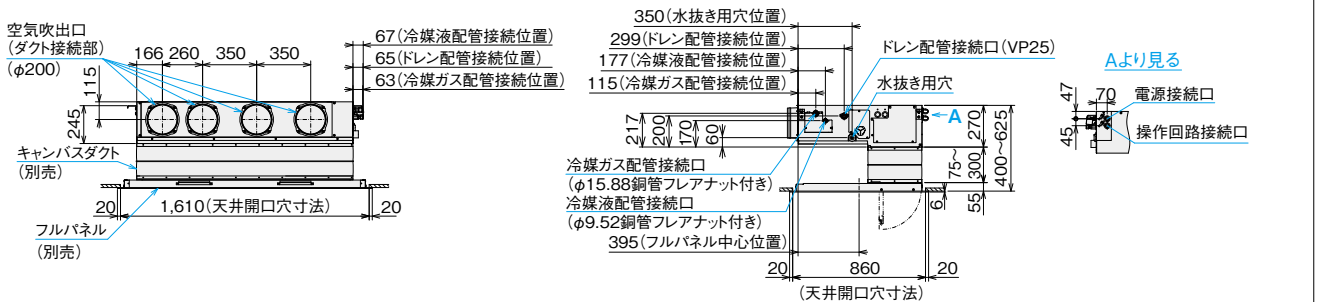 空気吹出口
(ダクト接続部)
(φ200)
166 260 350 350
115
245
67(冷媒液配管接続位置)
65(ドレン配管接続位置)
63(冷媒ガス配管接続位置)
キャンバスダクト
(別売)
20 1,610(天井開口穴寸法) 20
フルパネル
(別売)
350(水抜き用穴位置)
299(ドレン配管接続位置)
177(冷媒液配管接続位置)
115(冷媒ガス配管接続位置)
ドレン配管接続口(VP25)
水抜き用穴
A
217
200
170
60
270
75~300
400~625
6
55
冷媒ガス配管接続口
(φ15.88銅管フレアナット付き)
冷媒液配管接続口
(φ9.52銅管フレアナット付き)
395(フルパネル中心位置)
20 860 20
(天井開口穴寸法)
Aより見る
47
70
45
電源接続口
操作回路接続口